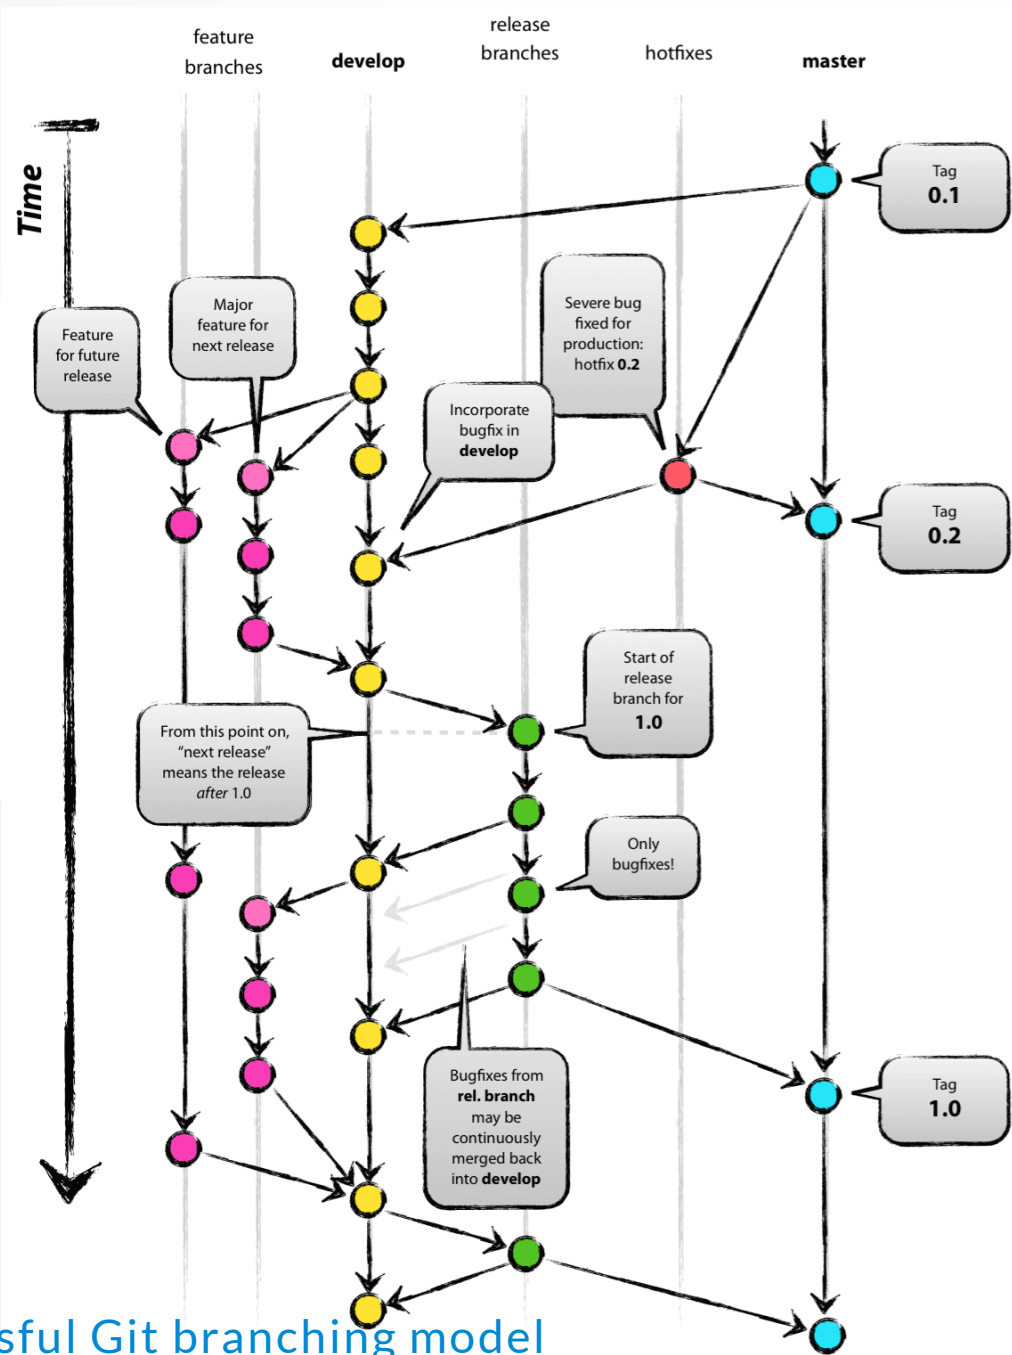 feature
branches
develop
release
branches
hotfixes
master
Time
Tag
0.1
Severe bug
fixed for
production:
hotfix 0.2
Major
feature for
next release
Feature
for future
release
Incorporate
bugfix in
develop
Tag
0.2
Start of
release
branch for
1.0
From this point on,
“next release”
means the release
after 1.0
Only
bugfixes!
Bugfixes from
rel. branch
may be
continuously
merged back
into develop
Tag
1.0
sful Git branching model